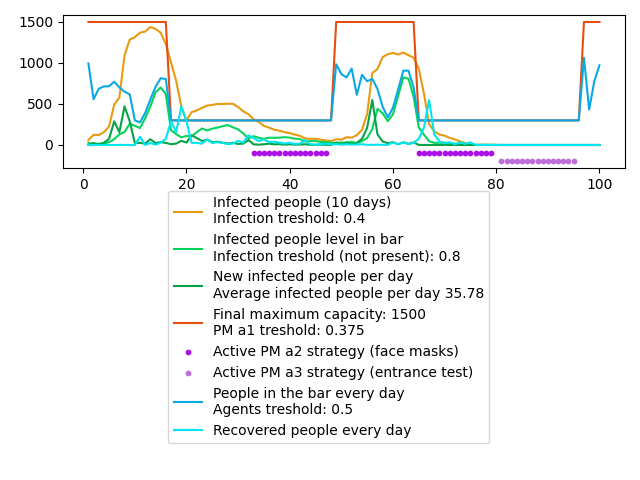 1500
1000
500
0
0
20
40
60
80
100
Infected people (10 days)
Infection treshold: 0.4
Infected people level in bar
Infection treshold (not present): 0.8
New infected people per day
Average infected people per day 35.78
Final maximum capacity: 1500
PM a1 treshold: 0.375
Active PM a2 strategy (face masks)
Active PM a3 strategy (entrance test)
People in the bar every day
Agents treshold: 0.5
Recovered people every day